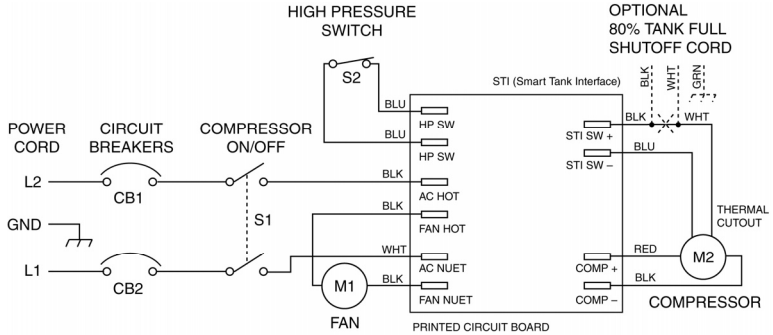 HIGH PRESSURE
SWITCH
S2
OPTIONAL
80% TANK FULL
SHUTOFF CORD
BLK
WHT
GRN
STI (Smart Tank Interface)
BLU
HP SW
BLU
HP SW
BLK
WHT
STI SW +
BLU
STI SW –
POWER
CORD
CIRCUIT
BREAKERS
COMPRESSOR
ON/OFF
L2
CB1
BLK
AC HOT
BLK
FAN HOT
GND
S1
THERMAL
CUTOUT
L1
CB2
WHT
AC NUET
M1
BLK
FAN NUET
FAN
RED
COMP +
M2
BLK
COMP –
COMPRESSOR
PRINTED CIRCUIT BOARD